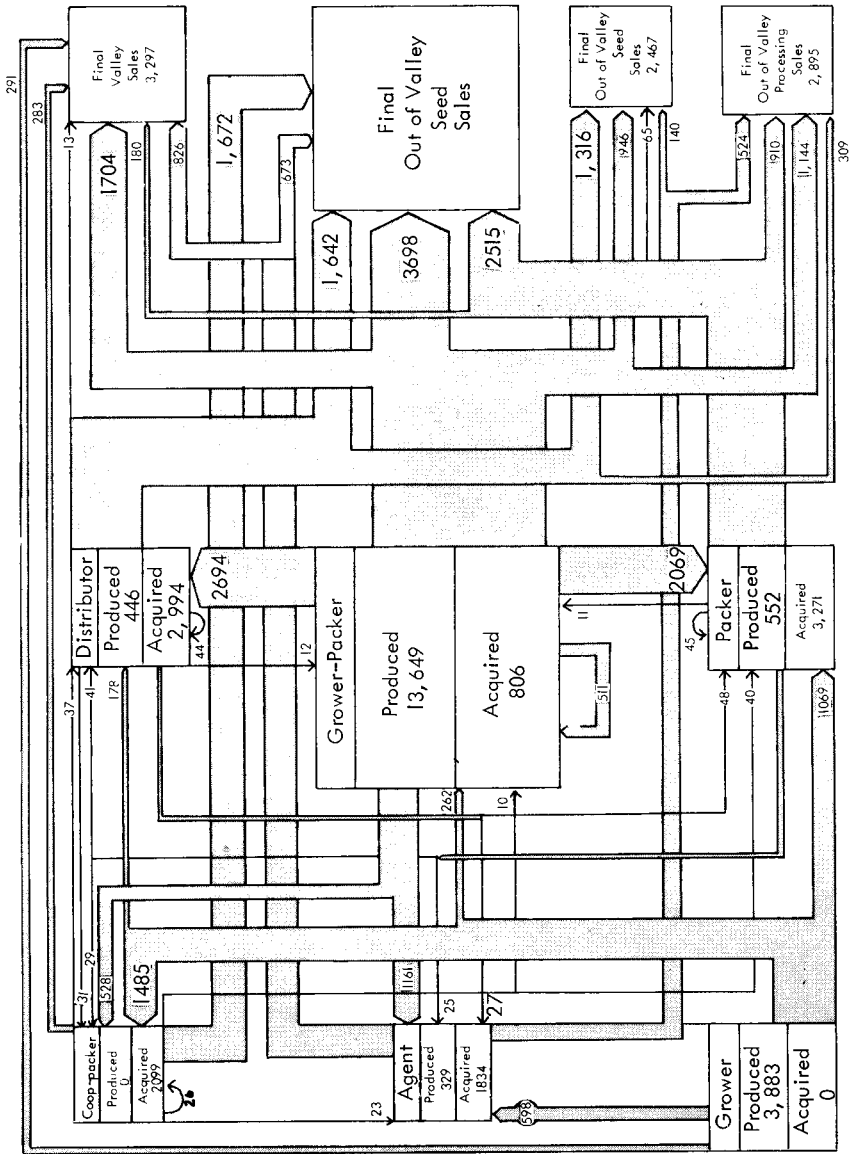 291
283
13
Final
Valley
Sales
3,297
1704
180
826
1,672
673
Final
Out of Valley
Seed
Sales
1,642
3698
2515
Final
Out of Valley
Seed
Sales
2,467
1,316
946
65
140
Final
Out of Valley
Processing
Sales
2,895
524
910
1,144
309
Distributor
Produced
446
Acquired
2,994
44
2694
12
Grower-Packer
Produced
13,649
Acquired
806
511
11
2069
45
Packer
Produced
552
Acquired
3,271
37
41
178
262
10
48
40
1069
31
29
528
1485
1161
25
27
Coop-packer
Produced
0
Acquired
2099
26
23
Agent
Produced
329
Acquired
1834
598
Grower
Produced
3,883
Acquired
0